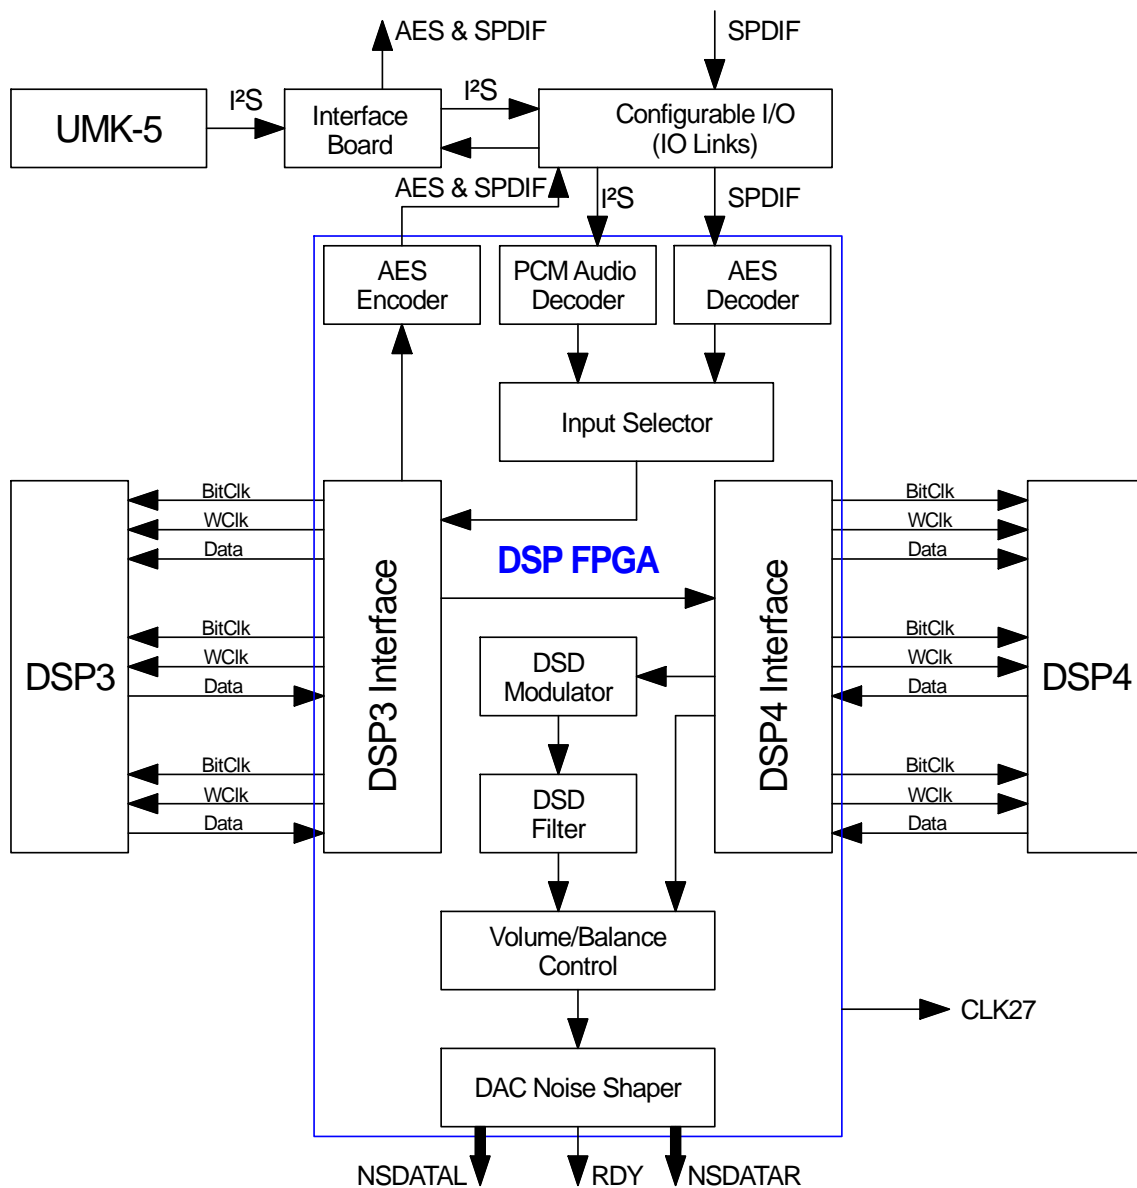 AES & SPDIF
SPDIF
UMK-5
I²S
Interface
Board
I²S
Configurable I/O
(IO Links)
AES & SPDIF
I²S
SPDIF
AES
Encoder
PCM Audio
Decoder
AES
Decoder
Input Selector
DSP FPGA
DSP3
BitClk
WClk
Data
BitClk
WClk
Data
BitClk
WClk
Data
DSP3 Interface
DSD
Modulator
DSD
Filter
DSP4 Interface
BitClk
WClk
Data
BitClk
WClk
Data
BitClk
WClk
Data
DSP4
Volume/Balance
Control
CLK27
DAC Noise Shaper
NSDATAL
RDY
NSDATAR